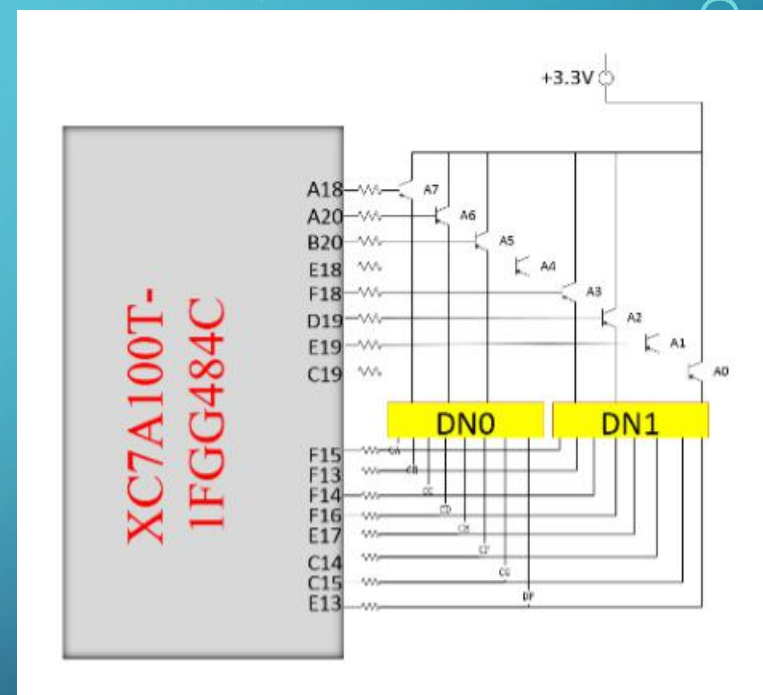 +3.3V
XC7A100T-
1FGG484C
A18
A7
A20
A6
B20
A5
E18
A4
F18
A3
D19
A2
E19
A1
C19
A0
DN0
DN1
F15
CA
F13
CB
F14
CC
F16
CD
E17
CE
CF
C14
CG
C15
DP
E13